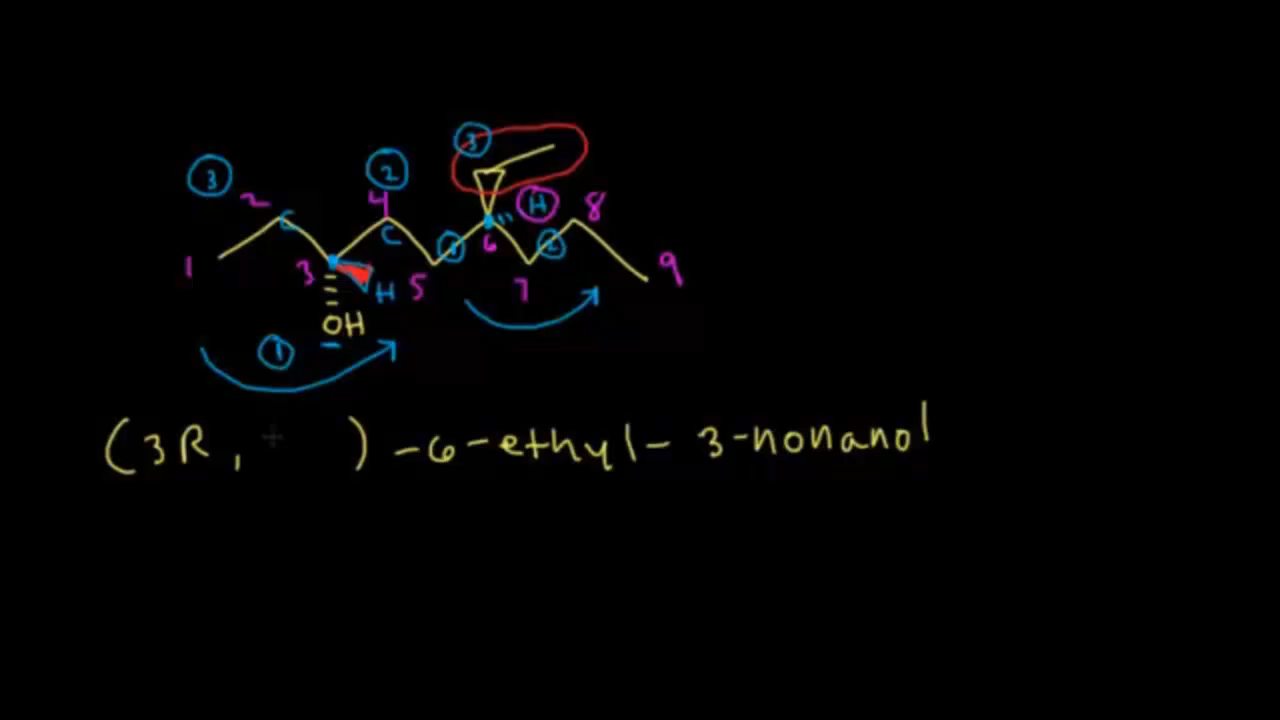 3 2 3
2 4 H 8
C C 1 6 2
1 3 H 5 7 9
OH
1
(3R, ) -6-ethyl- 3-nonanol